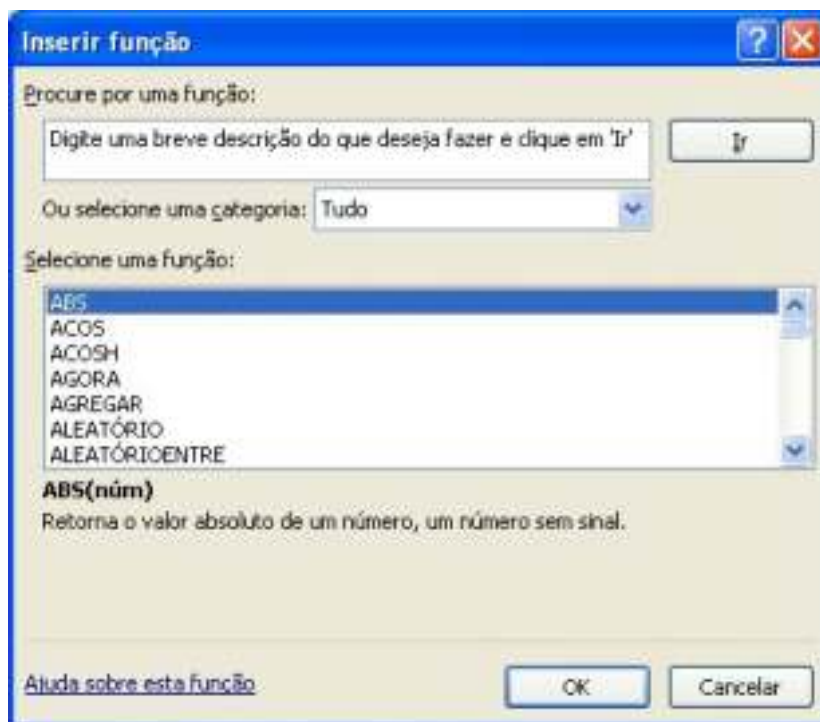 Inserir função
Procure por uma função:
Digite uma breve descrição do que deseja fazer e clique em 'Ir'
Ir
Ou selecione uma categoria: Tudo
Selecione uma função:
ABS
ACOS
ACOSH
AGORA
AGREGAR
ALEATÓRIO
ALEATÓRIOENTRE
ABS(núm)
Retorna o valor absoluto de um número, um número sem sinal.
Ajuda sobre esta função
OK
Cancelar